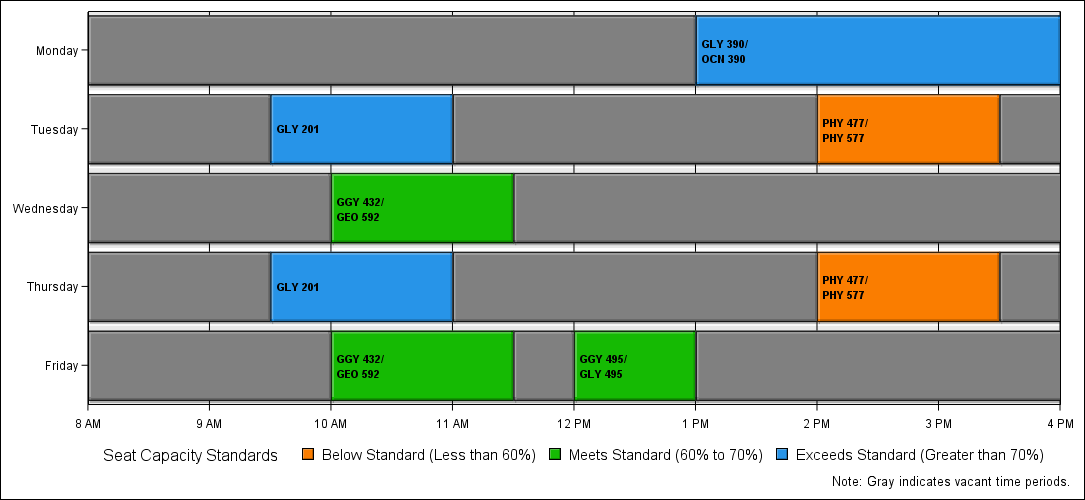 Monday
GLY 390/
OCN 390
Tuesday
GLY 201
PHY 477/
PHY 577
Wednesday
GGY 432/
GEO 592
Thursday
GLY 201
PHY 477/
PHY 577
Friday
GGY 432/
GEO 592
GGY 495/
GLY 495
8 AM 9 AM 10 AM 11 AM 12 PM 1 PM 2 PM 3 PM 4 PM
Seat Capacity Standards Below Standard (Less than 60%) Meets Standard (60% to 70%) Exceeds Standard (Greater than 70%)
Note: Gray indicates vacant time periods.